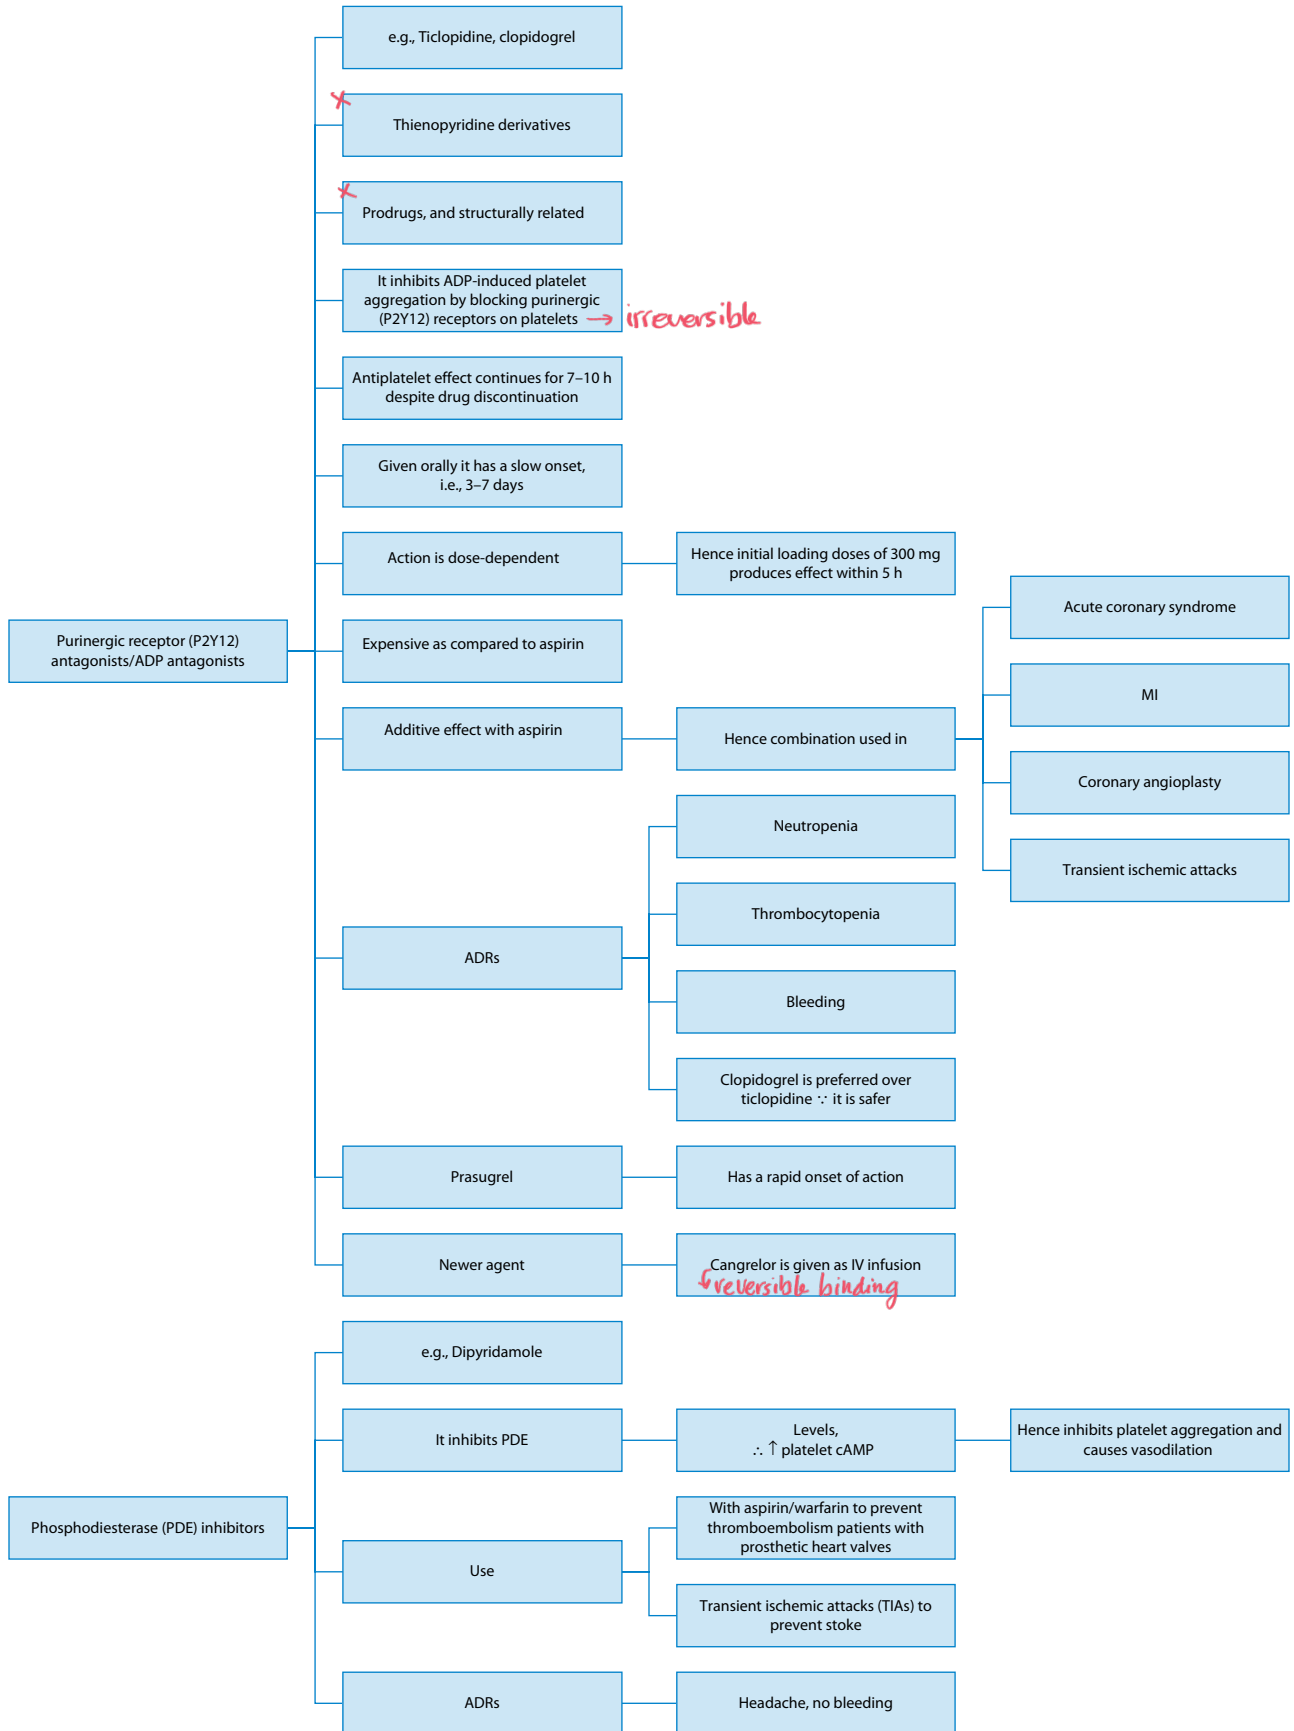 e.g., Ticlopidine, clopidogrel
x
Thienopyridine derivatives
x
Prodrugs, and structurally related
It inhibits ADP-induced platelet
aggregation by blocking purinergic
(P2Y12) receptors on platelets → irreversible
Antiplatelet effect continues for 7–10 h
despite drug discontinuation
Given orally it has a slow onset,
i.e., 3–7 days
Action is dose-dependent
Hence initial loading doses of 300 mg
produces effect within 5 h
Purinergic receptor (P2Y12)
antagonists/ADP antagonists
Expensive as compared to aspirin
Additive effect with aspirin
Hence combination used in
Acute coronary syndrome
MI
Coronary angioplasty
Transient ischemic attacks
ADRs
Neutropenia
Thrombocytopenia
Bleeding
Clopidogrel is preferred over
ticlopidine ∵ it is safer
Prasugrel
Has a rapid onset of action
Newer agent
Cangrelor is given as IV infusion
reversible binding
Phosphodiesterase (PDE) inhibitors
e.g., Dipyridamole
It inhibits PDE
Levels,
∴ ↑ platelet cAMP
Hence inhibits platelet aggregation and
causes vasodilation
Use
With aspirin/warfarin to prevent
thromboembolism patients with
prosthetic heart valves
Transient ischemic attacks (TIAs) to
prevent stoke
ADRs
Headache, no bleeding